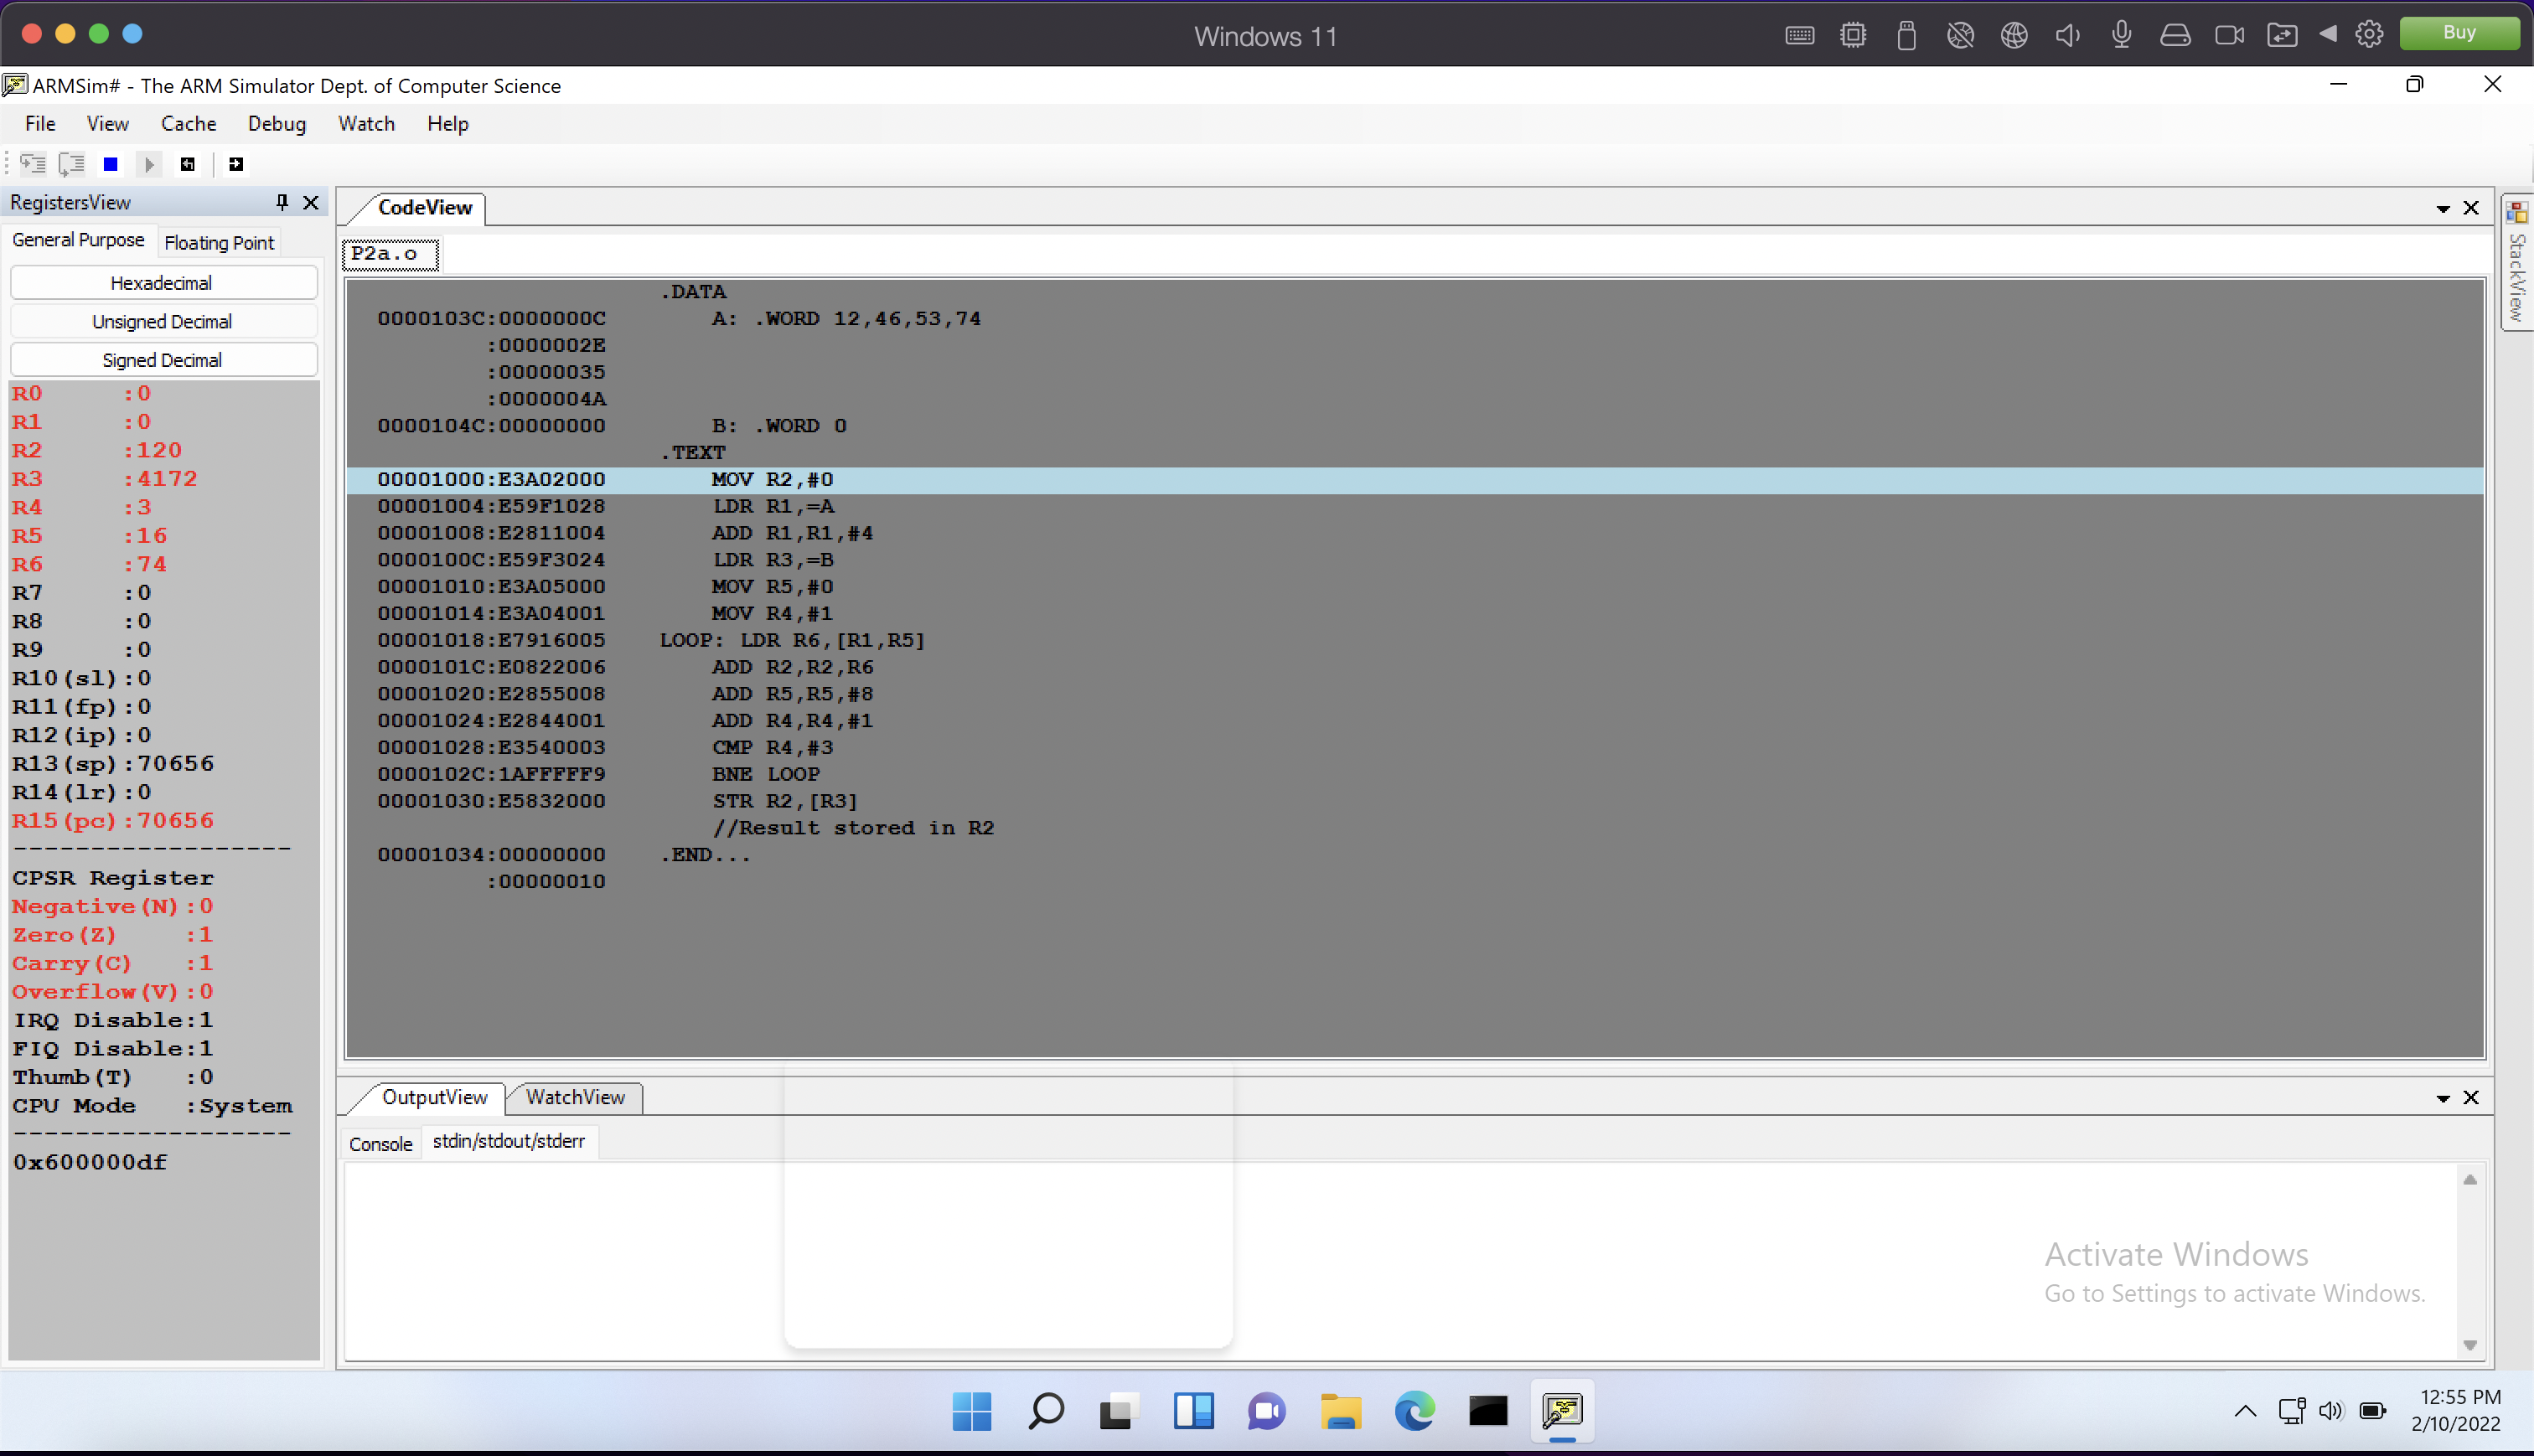 Windows 11
Buy
ARMSim# - The ARM Simulator Dept. of Computer Science
File View Cache Debug Watch Help
RegistersView
General Purpose Floating Point
Hexadecimal
Unsigned Decimal
Signed Decimal
R0 :0
R1 :0
R2 :120
R3 :4172
R4 :3
R5 :16
R6 :74
R7 :0
R8 :0
R9 :0
R10(sl):0
R11(fp):0
R12(ip):0
R13(sp):70656
R14(lr):0
R15(pc):70656
------------------
CPSR Register
Negative(N):0
Zero(Z) :1
Carry(C) :1
Overflow(V):0
IRQ Disable:1
FIQ Disable:1
Thumb(T) :0
CPU Mode :System
------------------
0x600000df
CodeView
P2a.o
.DATA
0000103C:0000000C A: .WORD 12,46,53,74
:0000002E
:00000035
:0000004A
0000104C:00000000 B: .WORD 0
.TEXT
00001000:E3A02000 MOV R2,#0
00001004:E59F1028 LDR R1,=A
00001008:E2811004 ADD R1,R1,#4
0000100C:E59F3024 LDR R3,=B
00001010:E3A05000 MOV R5,#0
00001014:E3A04001 MOV R4,#1
00001018:E7916005 LOOP: LDR R6,[R1,R5]
0000101C:E0822006 ADD R2,R2,R6
00001020:E2855008 ADD R5,R5,#8
00001024:E2844001 ADD R4,R4,#1
00001028:E3540003 CMP R4,#3
0000102C:1AFFFFF9 BNE LOOP
00001030:E5832000 STR R2,[R3]
//Result stored in R2
00001034:00000000 .END...
:00000010
StackView
OutputView WatchView
Console stdin/stdout/stderr
Activate Windows
Go to Settings to activate Windows.
12:55 PM
2/10/2022